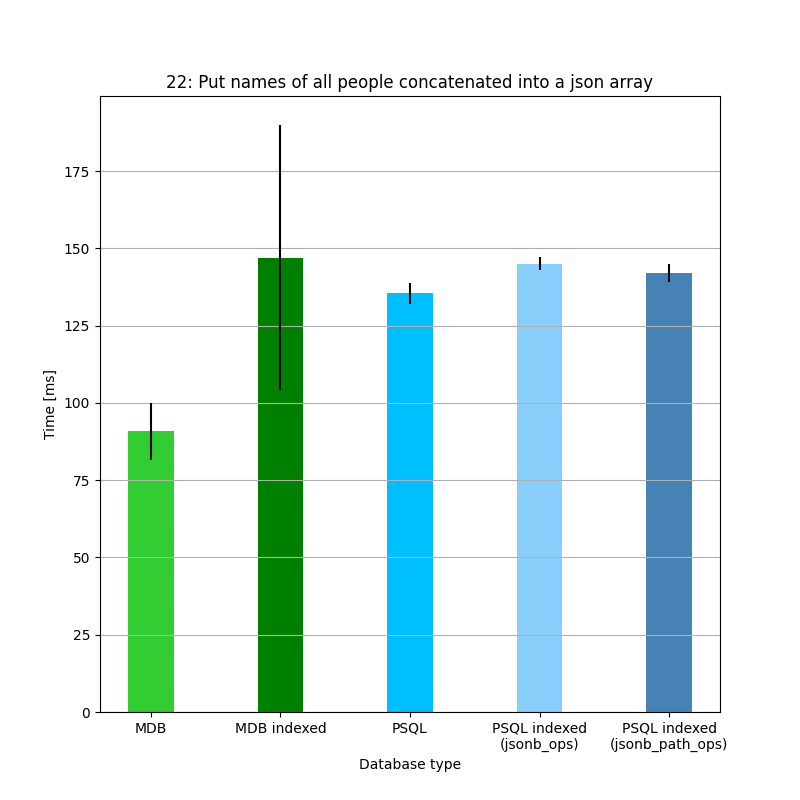 22: Put names of all people concatenated into a json array
Time [ms]
175
150
125
100
75
50
25
0
MDB
MDB indexed
PSQL
PSQL indexed
(jsonb_ops)
PSQL indexed
(jsonb_path_ops)
Database type